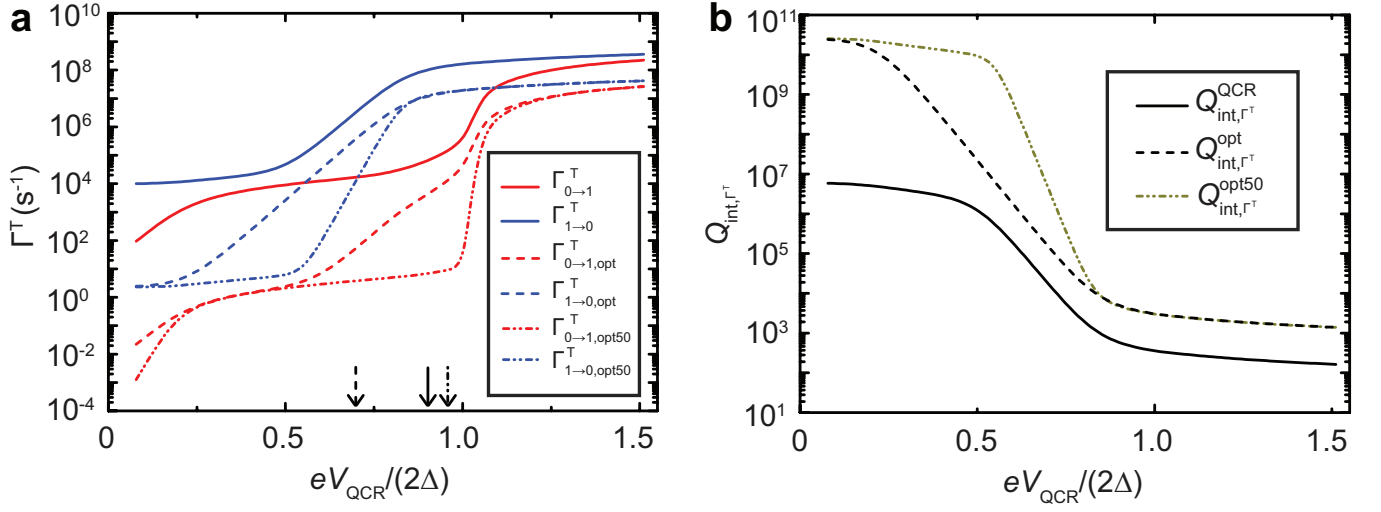 a
10^10
10^8
10^6
10^4
10^2
10^0
10^-2
10^-4
Γ^T (s^-1)
0
0.5
1.0
1.5
eV_QCR/(2Δ)
Γ^T_0→1
Γ^T_1→0
Γ^T_0→1,opt
Γ^T_1→0,opt
Γ^T_0→1,opt50
Γ^T_1→0,opt50
b
10^11
10^9
10^7
10^5
10^3
10^1
Q_int,Γ^T
0
0.5
1.0
1.5
eV_QCR/(2Δ)
Q^QCR_int,Γ^T
Q^opt_int,Γ^T
Q^opt50_int,Γ^T